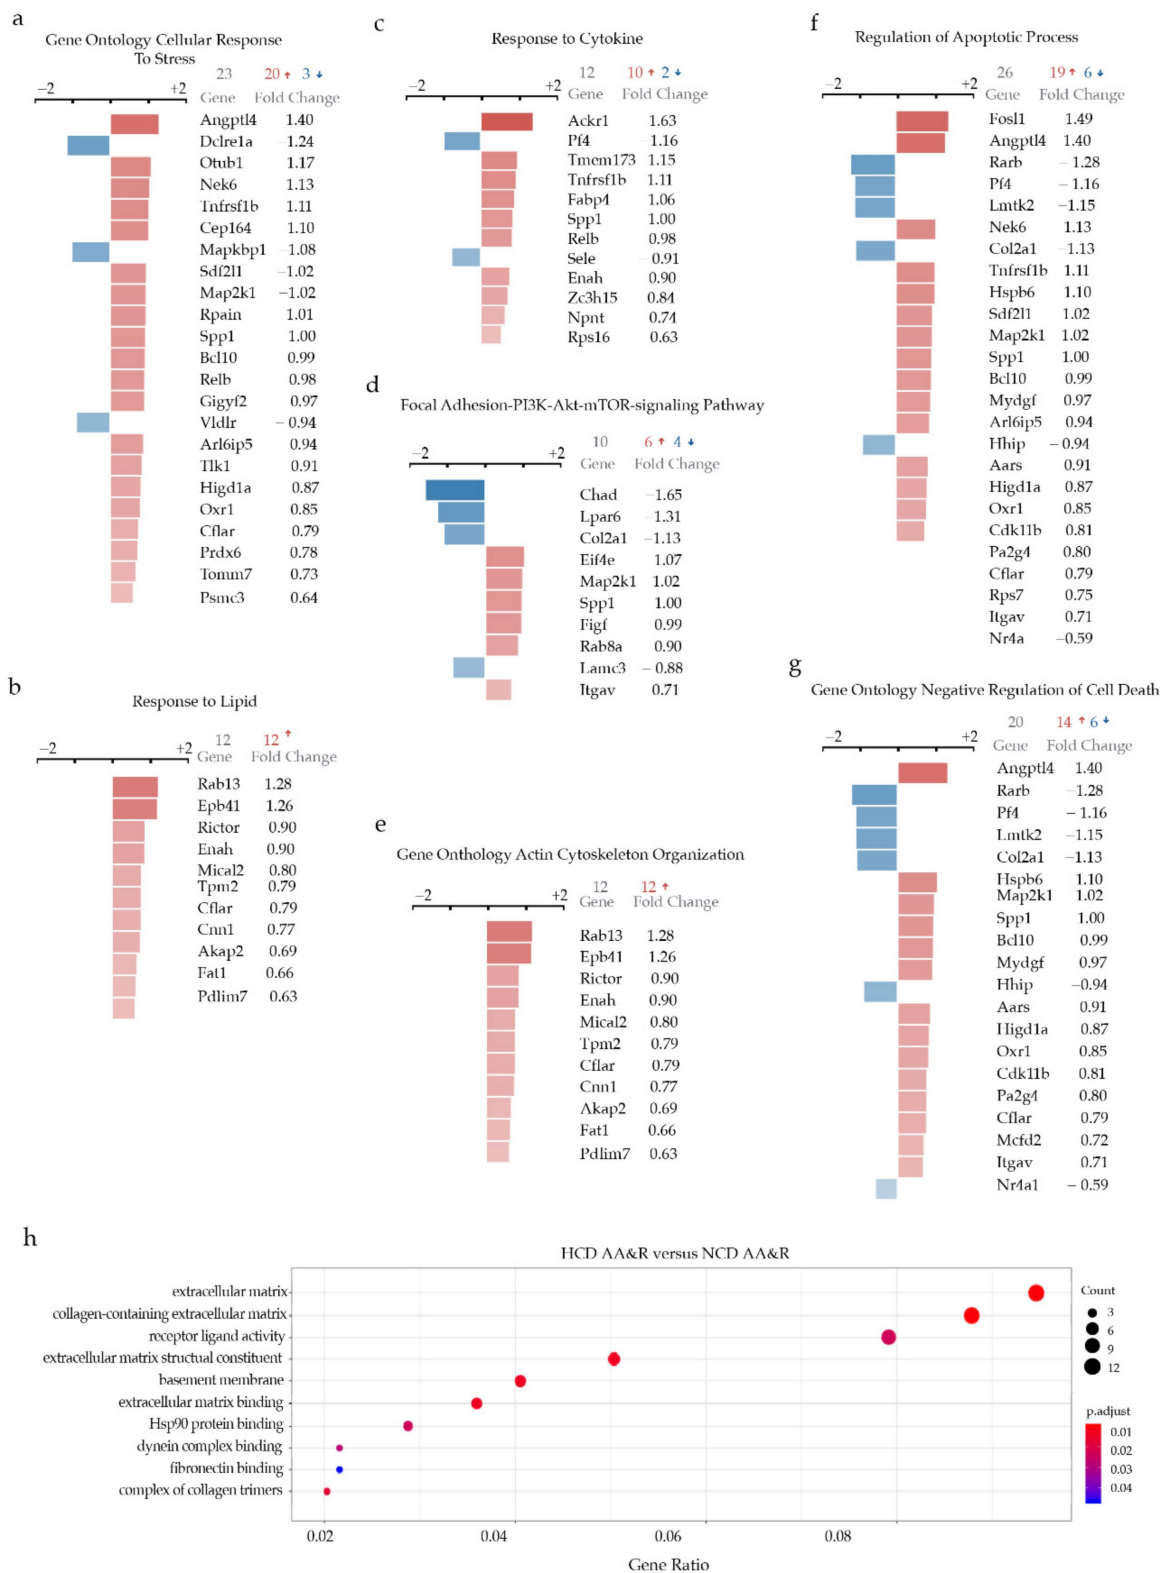 a
Gene Ontology Cellular Response
To Stress
23 20 ↑ 3 ↓
−2 +2 Gene Fold Change
Angptl4 1.40
Dclre1a −1.24
Otub1 1.17
Nek6 1.13
Tnfrsf1b 1.11
Cep164 1.10
Mapkbp1 −1.08
Sdf2l1 −1.02
Map2k1 −1.02
Rpain 1.01
Spp1 1.00
Bcl10 0.99
Relb 0.98
Gigyf2 0.97
Vldlr − 0.94
Arl6ip5 0.94
Tlk1 0.91
Higd1a 0.87
Oxr1 0.85
Cflar 0.79
Prdx6 0.78
Tomm7 0.73
Psmc3 0.64
b
Response to Lipid
12 12 ↑
−2 +2 Gene Fold Change
Rab13 1.28
Epb41 1.26
Rictor 0.90
Enah 0.90
Mical2 0.80
Tpm2 0.79
Cflar 0.79
Cnn1 0.77
Akap2 0.69
Fat1 0.66
Pdlim7 0.63
c
Response to Cytokine
12 10 ↑ 2 ↓
−2 +2 Gene Fold Change
Ackr1 1.63
Pf4 −1.16
Tmem173 1.15
Tnfrsf1b 1.11
Fabp4 1.06
Spp1 1.00
Relb 0.98
Sele −0.91
Enah 0.90
Zc3h15 0.84
Npnt 0.74
Rps16 0.63
d
Focal Adhesion-PI3K-Akt-mTOR-signaling Pathway
10 6 ↑ 4 ↓
−2 +2 Gene Fold Change
Chad −1.65
Lpar6 −1.31
Col2a1 −1.13
Eif4e 1.07
Map2k1 1.02
Spp1 1.00
Figf 0.99
Rab8a 0.90
Lamc3 − 0.88
Itgav 0.71
e
Gene Onthology Actin Cytoskeleton Organization
12 12 ↑
−2 +2 Gene Fold Change
Rab13 1.28
Epb41 1.26
Rictor 0.90
Enah 0.90
Mical2 0.80
Tpm2 0.79
Cflar 0.79
Cnn1 0.77
Akap2 0.69
Fat1 0.66
Pdlim7 0.63
f
Regulation of Apoptotic Process
26 19 ↑ 6 ↓
−2 +2 Gene Fold Change
Fosl1 1.49
Angptl4 1.40
Rarb − 1.28
Pf4 − 1.16
Lmtk2 −1.15
Nek6 1.13
Col2a1 −1.13
Tnfrsf1b 1.11
Hspb6 1.10
Sdf2l1 1.02
Map2k1 1.02
Spp1 1.00
Bcl10 0.99
Mydgf 0.97
Arl6ip5 0.94
Hhip − 0.94
Aars 0.91
Higd1a 0.87
Oxr1 0.85
Cdk11b 0.81
Pa2g4 0.80
Cflar 0.79
Rps7 0.75
Itgav 0.71
Nr4a −0.59
g
Gene Ontology Negative Regulation of Cell Death
20 14 ↑ 6 ↓
−2 +2 Gene Fold Change
Angptl4 1.40
Rarb −1.28
Pf4 −1.16
Lmtk2 −1.15
Col2a1 −1.13
Hspb6 1.10
Map2k1 1.02
Spp1 1.00
Bcl10 0.99
Mydgf 0.97
Hhip −0.94
Aars 0.91
Higd1a 0.87
Oxr1 0.85
Cdk11b 0.81
Pa2g4 0.80
Cflar 0.79
Mcfd2 0.72
Itgav 0.71
Nr4a1 − 0.59
h
HCD AA&R versus NCD AA&R
extracellular matrix
collagen-containing extracellular matrix
receptor ligand activity
extracellular matrix structual constituent
basement membrane
extracellular matrix binding
Hsp90 protein binding
dynein complex binding
fibronectin binding
complex of collagen trimers
0.02 0.04 0.06 0.08
Gene Ratio
Count
3
6
9
12
p.adjust
0.01
0.02
0.03
0.04